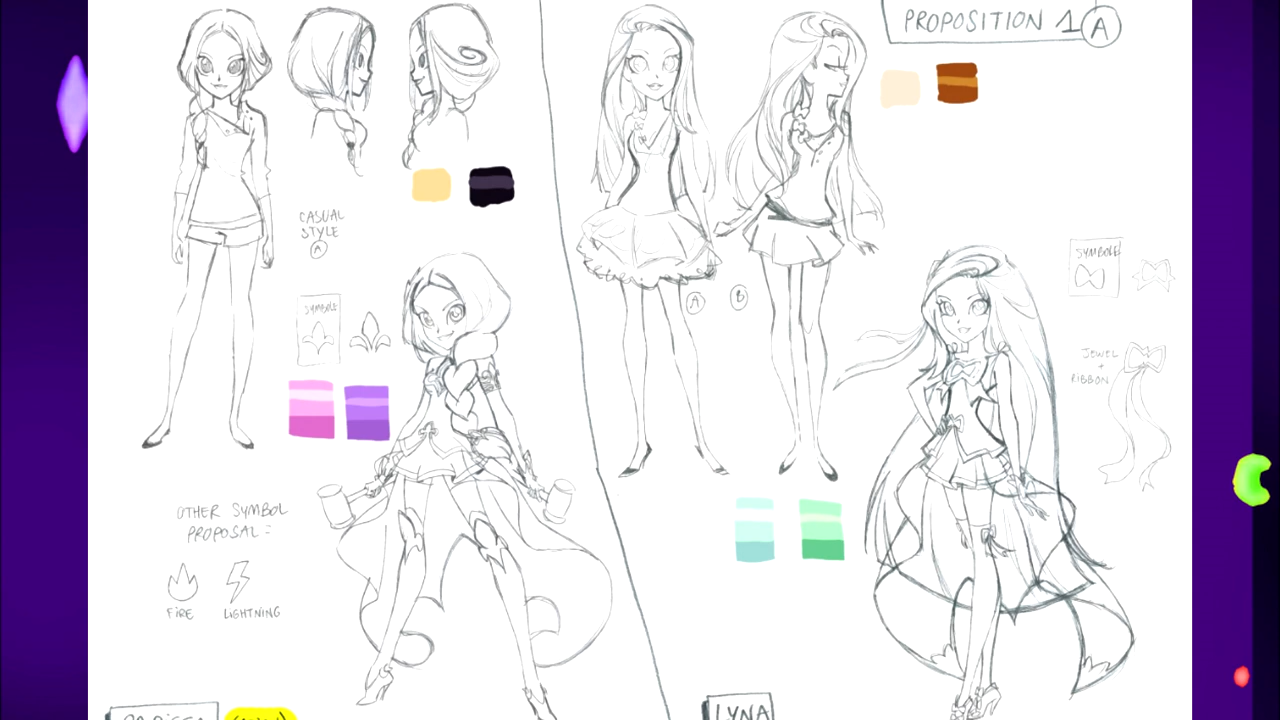 PROPOSITION 1 A
CASUAL
STYLE
A
SYMBOLE
OTHER SYMBOL
PROPOSAL =
FIRE
LIGHTNING
A
B
SYMBOLE
JEWEL
+
RIBBON
LYNA